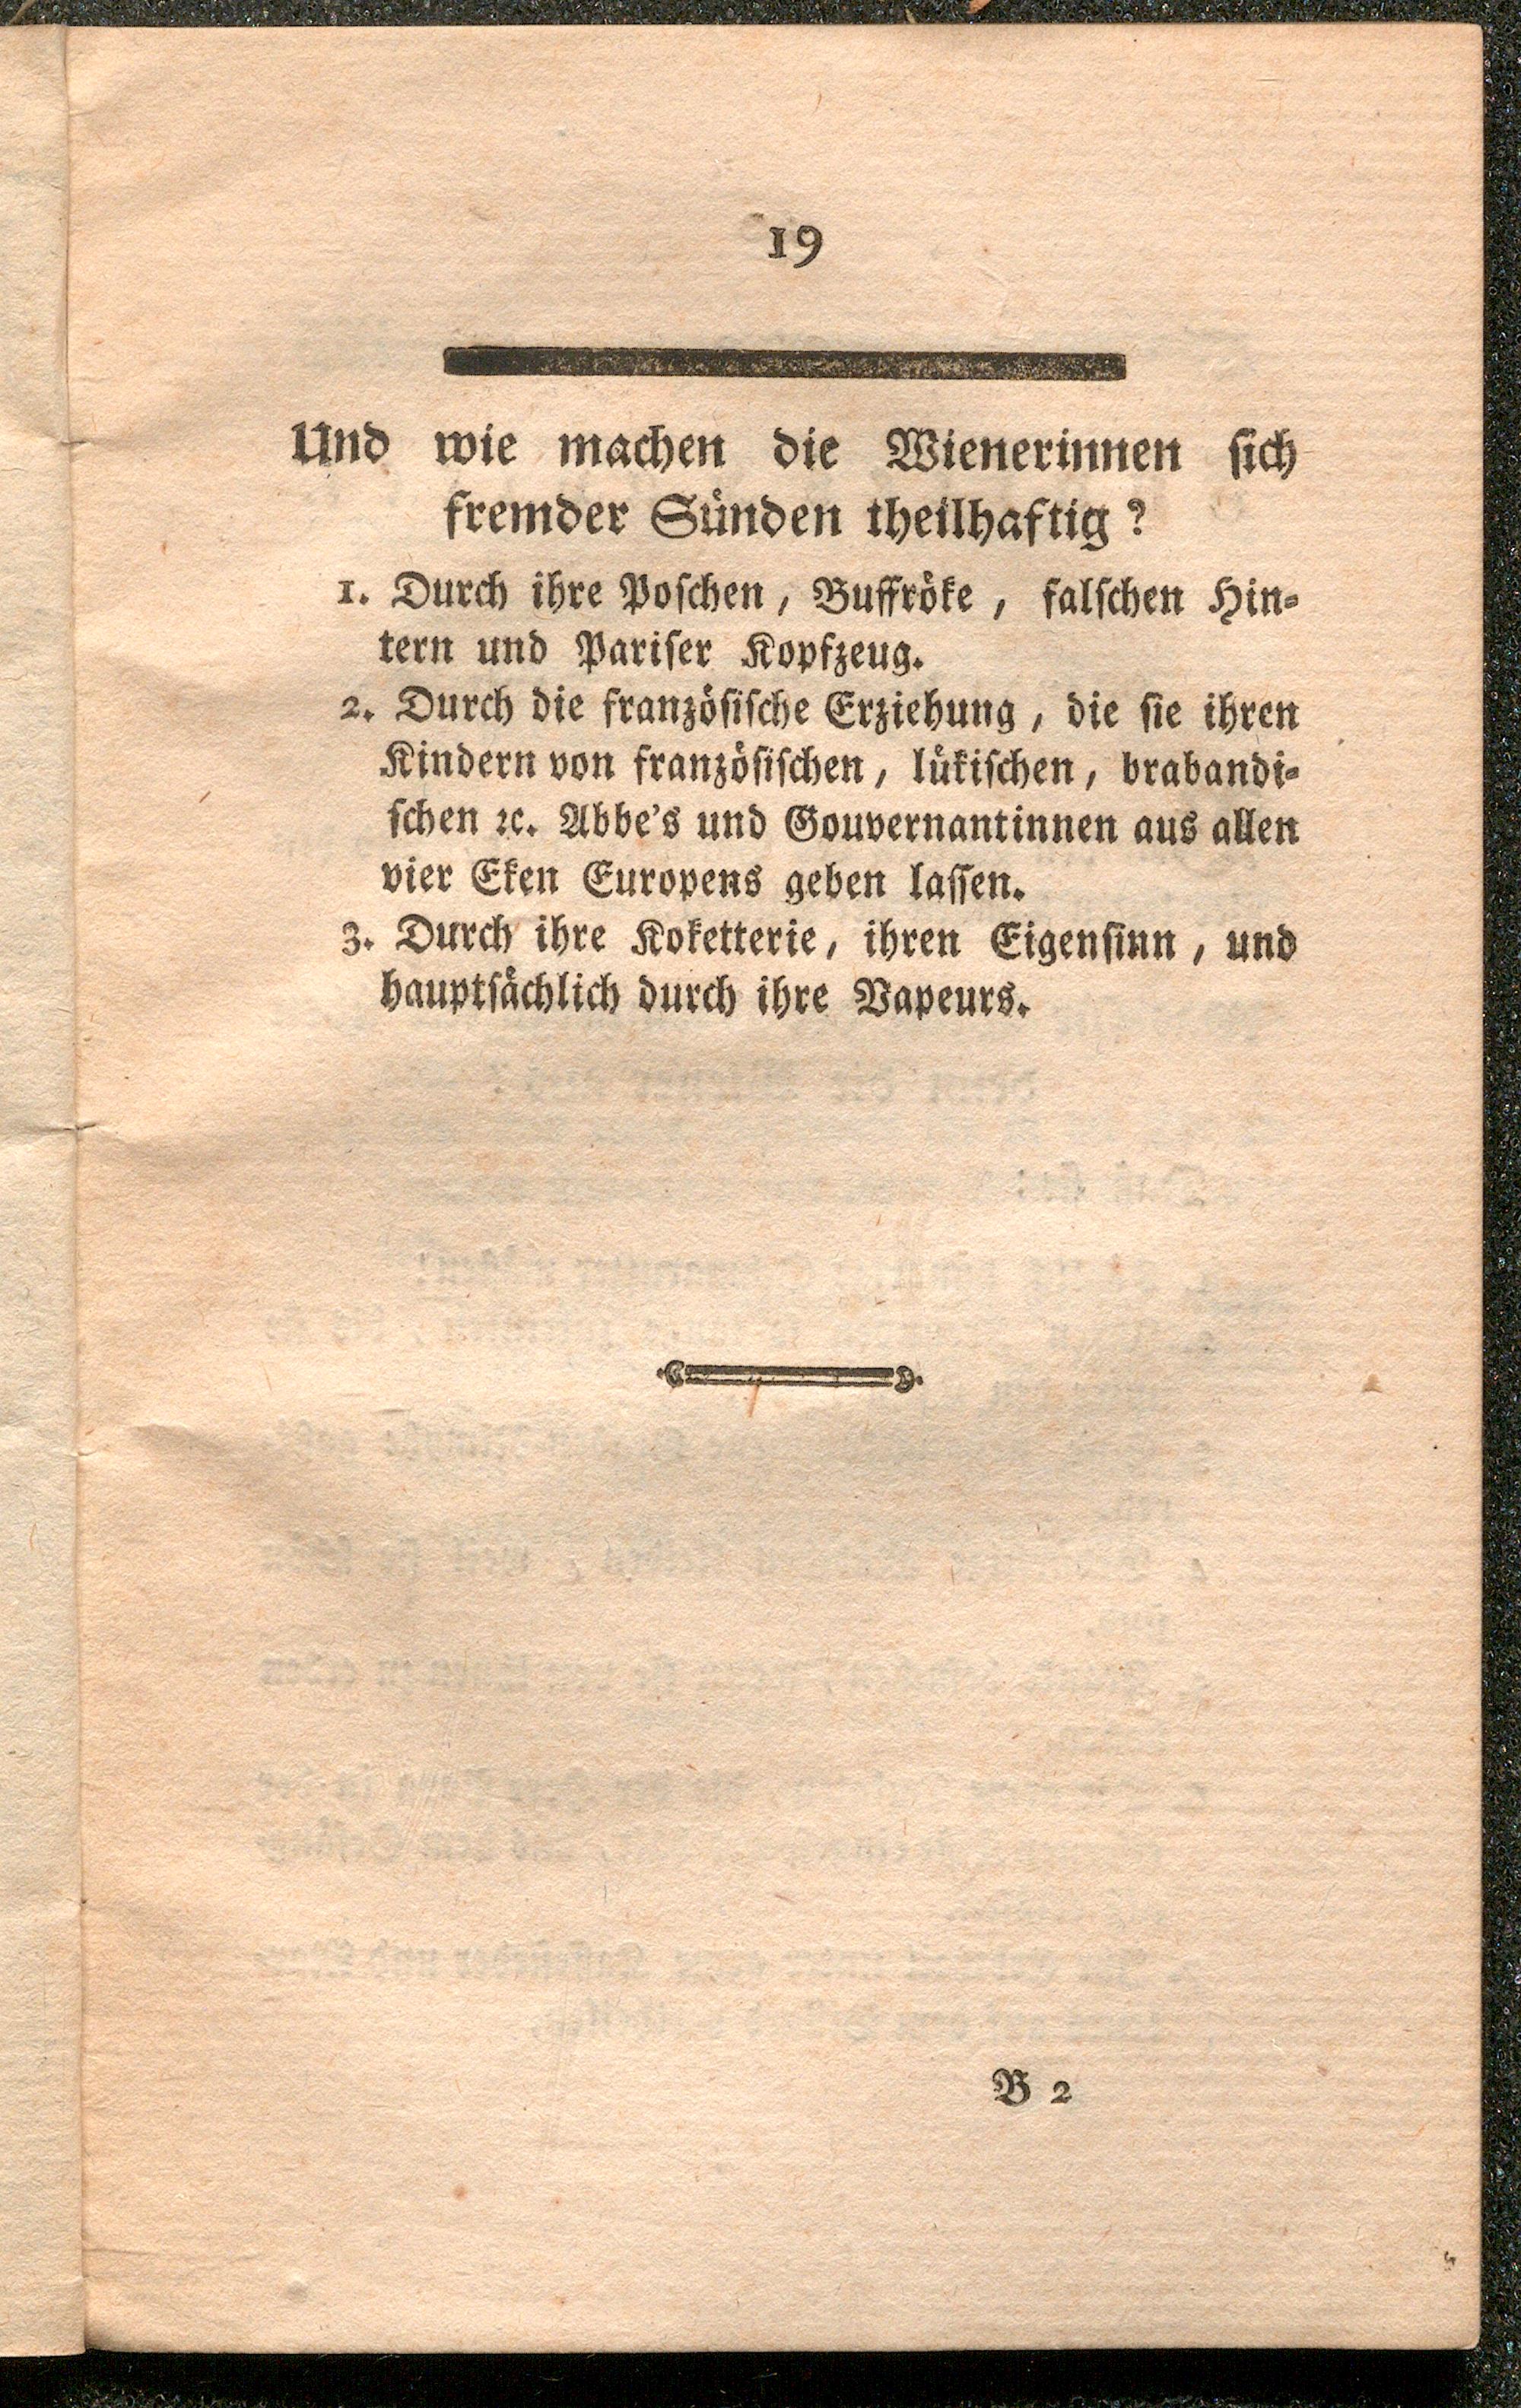 19
Und wie machen die Wienerinnen sich
fremder Sünden theilhaftig?
1. Durch ihre Poschen, Buffröke, falschen Hin-
tern und Pariser Kopfzeug.
2. Durch die französische Erziehung, die sie ihren
Kindern von französischen, lükischen, brabandi-
schen ꝛc. Abbe's und Gouvernantinnen aus allen
vier Eken Europens geben lassen.
3. Durch ihre Koketterie, ihren Eigensinn, und
hauptsächlich durch ihre Vapeurs.
B 2